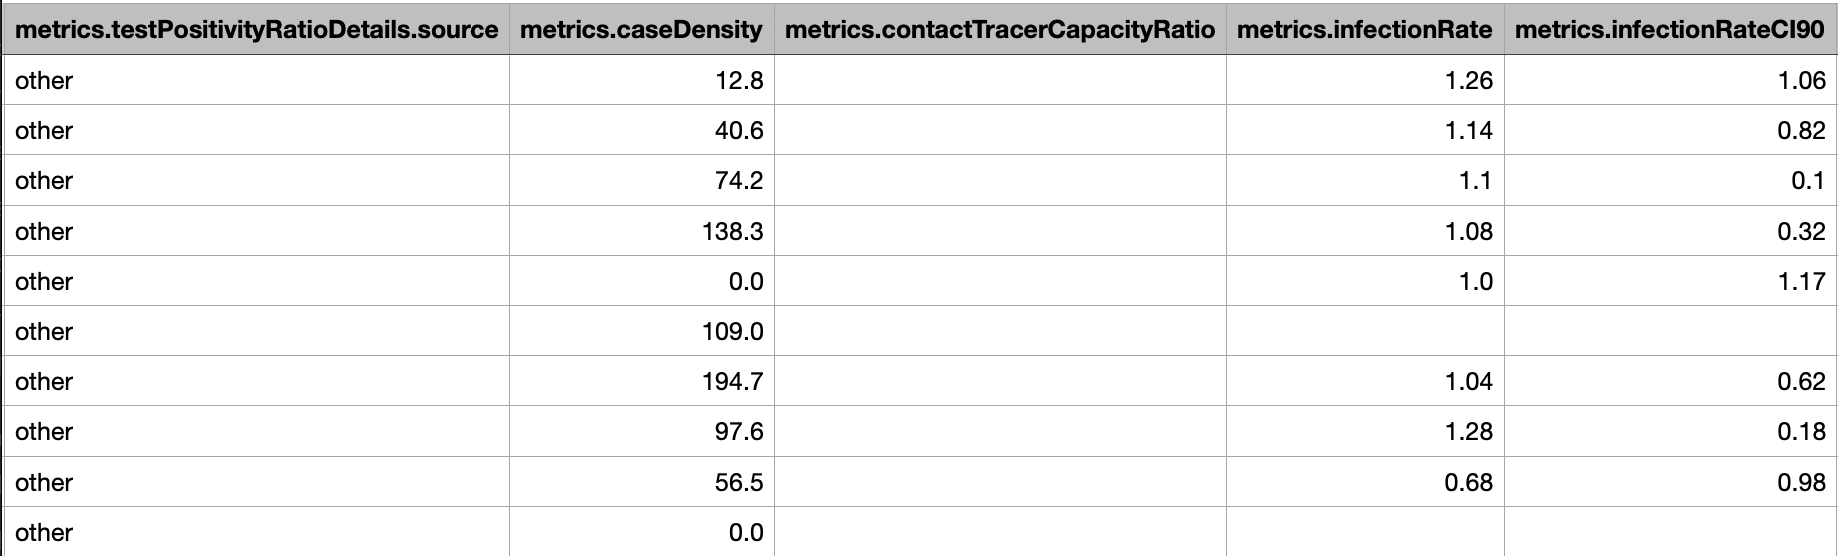 metrics.testPositivityRatioDetails.source metrics.caseDensity metrics.contactTracerCapacityRatio metrics.infectionRate metrics.infectionRateCI90
other 12.8 1.26 1.06
other 40.6 1.14 0.82
other 74.2 1.1 0.1
other 138.3 1.08 0.32
other 0.0 1.0 1.17
other 109.0
other 194.7 1.04 0.62
other 97.6 1.28 0.18
other 56.5 0.68 0.98
other 0.0